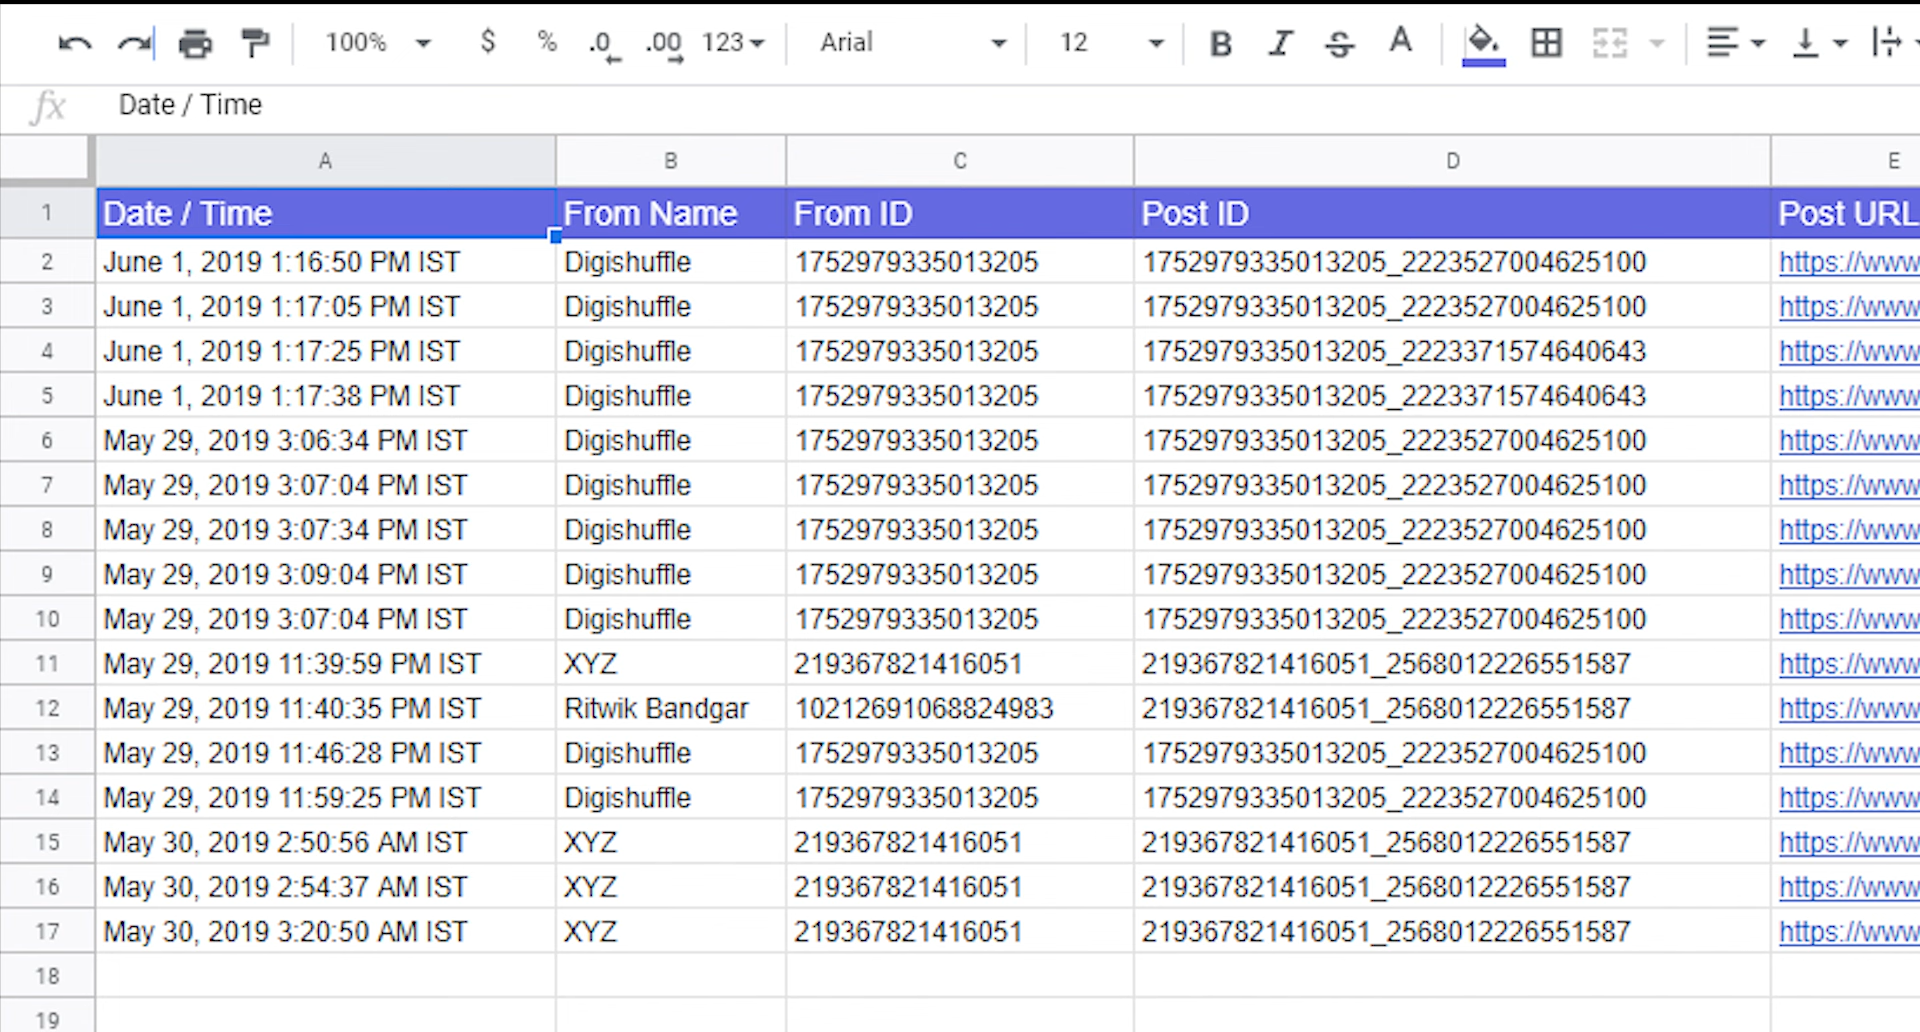 100% $ % .0 .00 123 Arial 12 B I S A
fx Date / Time
A B C D E
1 Date / Time From Name From ID Post ID Post URL
2 June 1, 2019 1:16:50 PM IST Digishuffle 1752979335013205 1752979335013205_2223527004625100 https://www
3 June 1, 2019 1:17:05 PM IST Digishuffle 1752979335013205 1752979335013205_2223527004625100 https://www
4 June 1, 2019 1:17:25 PM IST Digishuffle 1752979335013205 1752979335013205_2223371574640643 https://www
5 June 1, 2019 1:17:38 PM IST Digishuffle 1752979335013205 1752979335013205_2223371574640643 https://www
6 May 29, 2019 3:06:34 PM IST Digishuffle 1752979335013205 1752979335013205_2223527004625100 https://www
7 May 29, 2019 3:07:04 PM IST Digishuffle 1752979335013205 1752979335013205_2223527004625100 https://www
8 May 29, 2019 3:07:34 PM IST Digishuffle 1752979335013205 1752979335013205_2223527004625100 https://www
9 May 29, 2019 3:09:04 PM IST Digishuffle 1752979335013205 1752979335013205_2223527004625100 https://www
10 May 29, 2019 3:07:04 PM IST Digishuffle 1752979335013205 1752979335013205_2223527004625100 https://www
11 May 29, 2019 11:39:59 PM IST XYZ 219367821416051 219367821416051_2568012226551587 https://www
12 May 29, 2019 11:40:35 PM IST Ritwik Bandgar 10212691068824983 219367821416051_2568012226551587 https://www
13 May 29, 2019 11:46:28 PM IST Digishuffle 1752979335013205 1752979335013205_2223527004625100 https://www
14 May 29, 2019 11:59:25 PM IST Digishuffle 1752979335013205 1752979335013205_2223527004625100 https://www
15 May 30, 2019 2:50:56 AM IST XYZ 219367821416051 219367821416051_2568012226551587 https://www
16 May 30, 2019 2:54:37 AM IST XYZ 219367821416051 219367821416051_2568012226551587 https://www
17 May 30, 2019 3:20:50 AM IST XYZ 219367821416051 219367821416051_2568012226551587 https://www
18
19